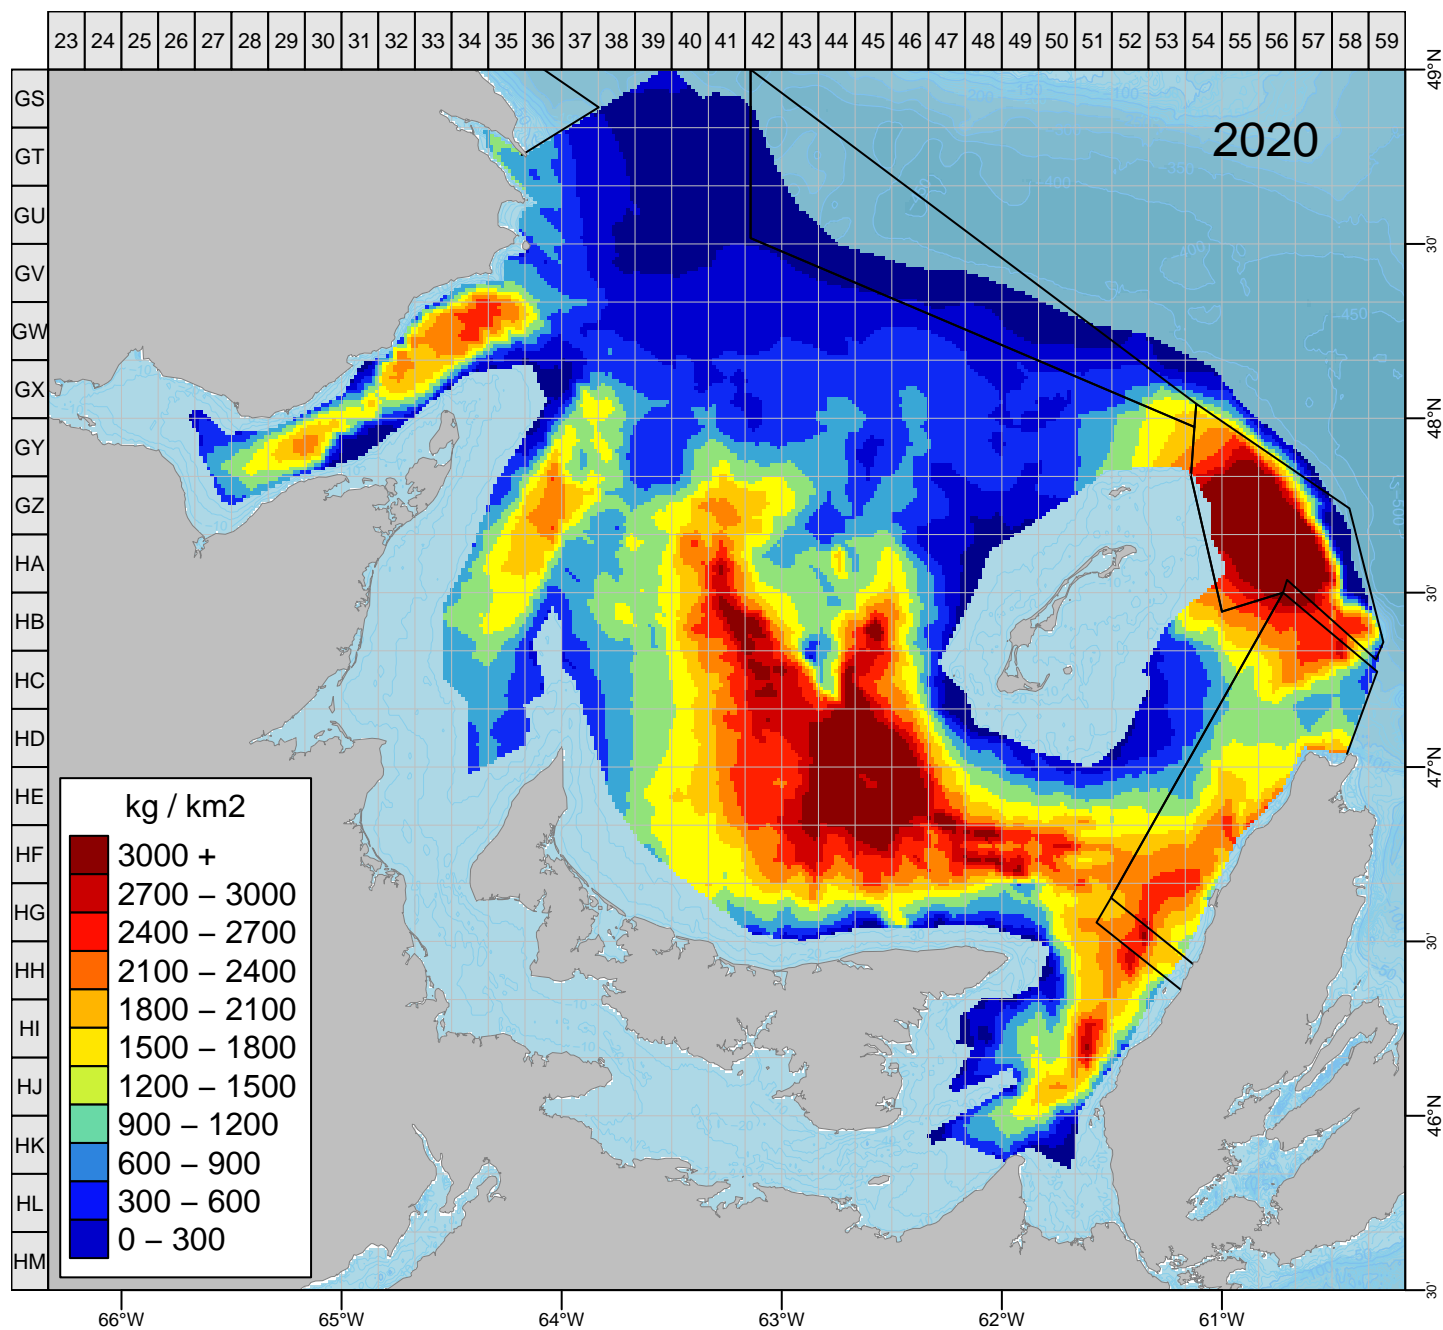 23 24 25 26 27 28 29 30 31 32 33 34 35 36 37 38 39 40 41 42 43 44 45 46 47 48 49 50 51 52 53 54 55 56 57 58 59
49°N
GS
2020
GT
GU
30'
GV
GW
GX
48°N
GY
GZ
HA
30'
HB
HC
HD
47°N
HE
HF
HG
30'
HH
HI
HJ
46°N
HK
HL
HM
30'
kg / km2
3000 +
2700 – 3000
2400 – 2700
2100 – 2400
1800 – 2100
1500 – 1800
1200 – 1500
900 – 1200
600 – 900
300 – 600
0 – 300
66°W 65°W 64°W 63°W 62°W 61°W